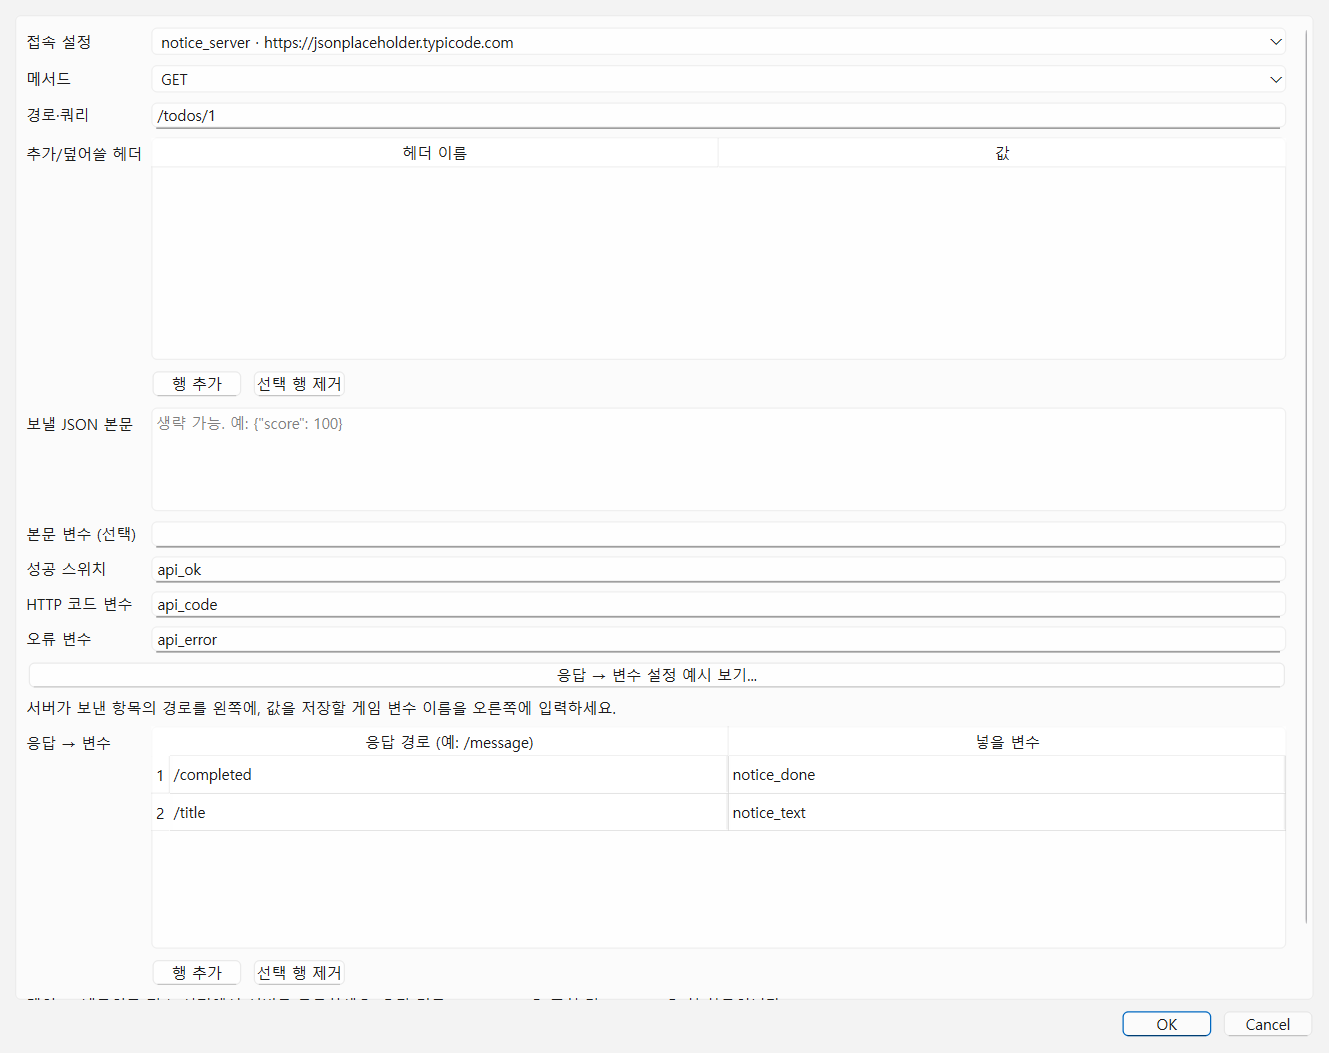 접속 설정 notice_server · https://jsonplaceholder.typicode.com
메서드 GET
경로·쿼리 /todos/1
추가/덮어쓸 헤더 헤더 이름 값
행 추가 선택 행 제거
보낼 JSON 본문 생략 가능. 예: {"score": 100}
본문 변수 (선택)
성공 스위치 api_ok
HTTP 코드 변수 api_code
오류 변수 api_error
응답 → 변수 설정 예시 보기...
서버가 보낸 항목의 경로를 왼쪽에, 값을 저장할 게임 변수 이름을 오른쪽에 입력하세요.
응답 → 변수 응답 경로 (예: /message) 넣을 변수
1 /completed notice_done
2 /title notice_text
행 추가 선택 행 제거
OK Cancel